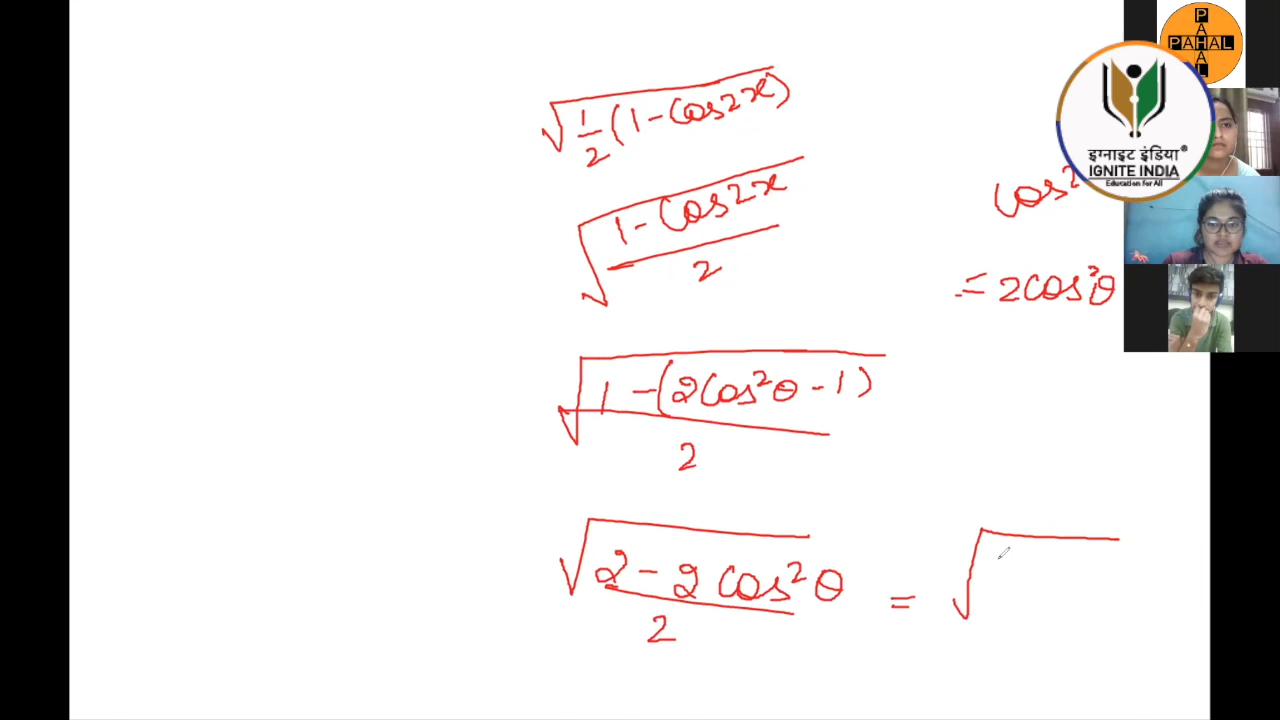 √(1/2 (1 - cos2x))
√((1 - cos2x)/2)
cos²
= 2cos²θ
√((1 - (2cos²θ - 1))/2)
√((2 - 2cos²θ)/2) = √
PAHAL
PAHAL
इग्नाइट इंडिया®
IGNITE INDIA
Education for All